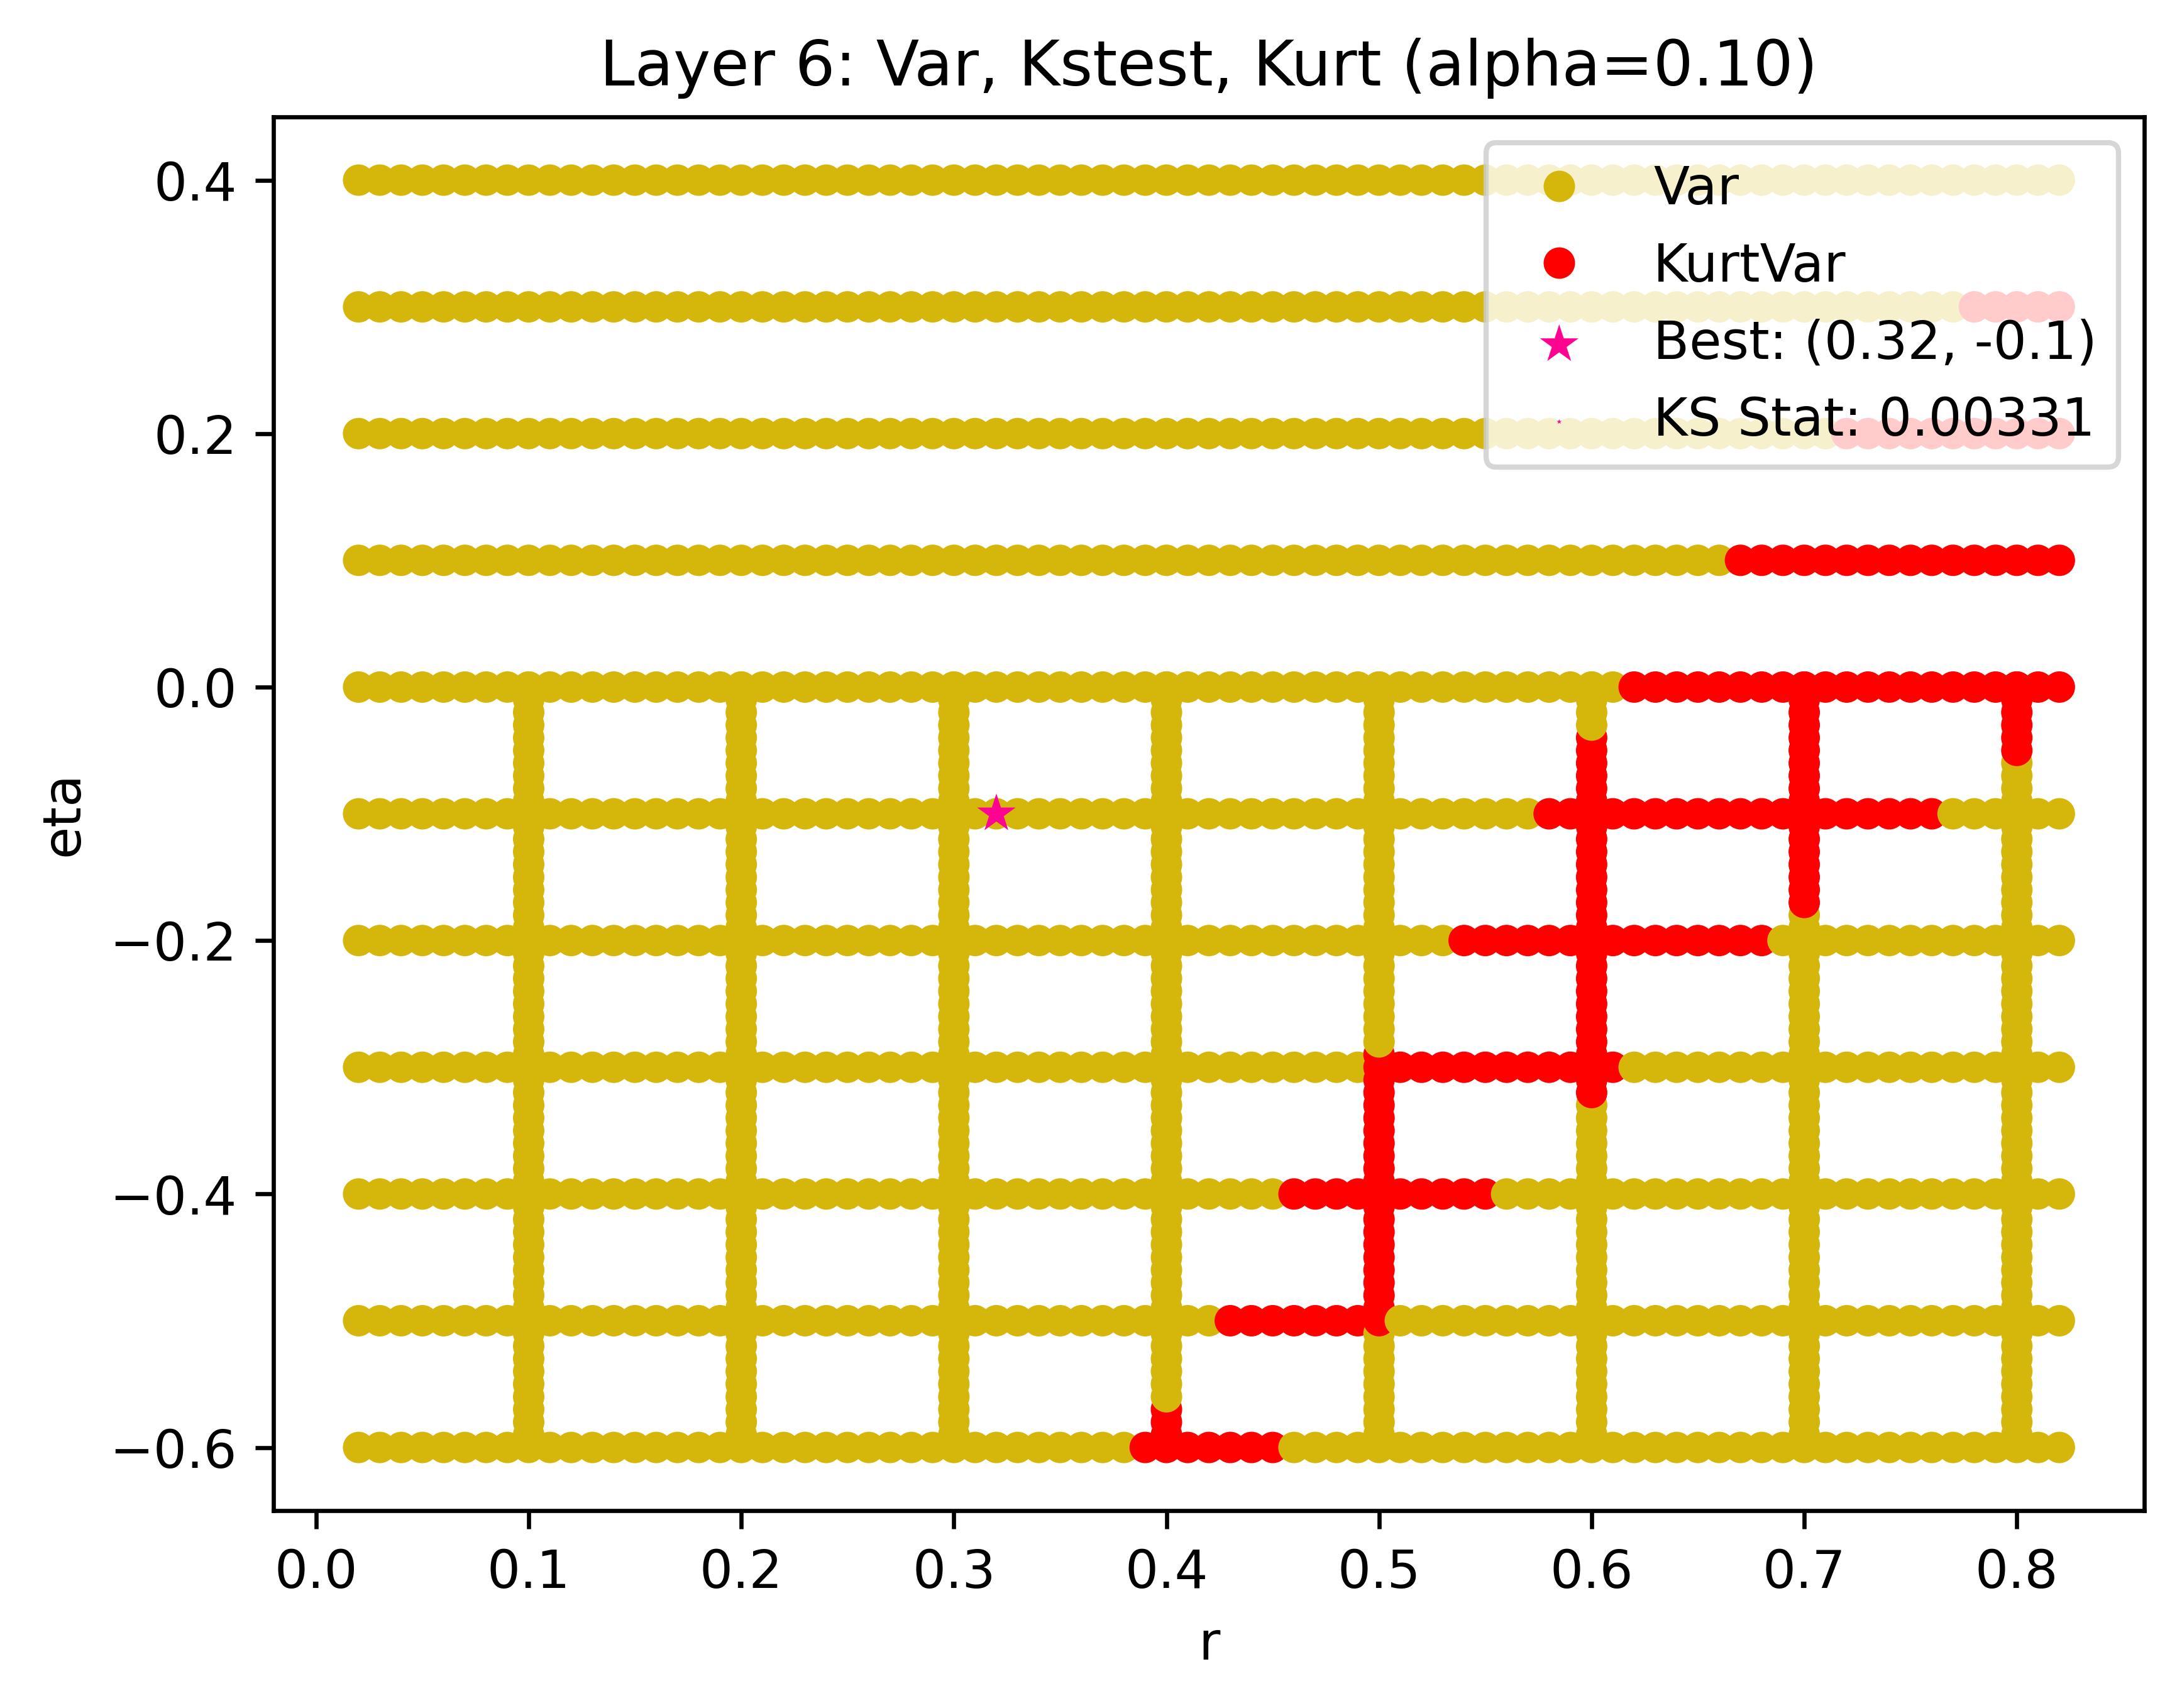 Layer 6: Var, Kstest, Kurt (alpha=0.10)
Var
KurtVar
Best: (0.32, -0.1)
KS Stat: 0.00331
0.4
0.2
0.0
−0.2
−0.4
−0.6
eta
0.0 0.1 0.2 0.3 0.4 0.5 0.6 0.7 0.8
r